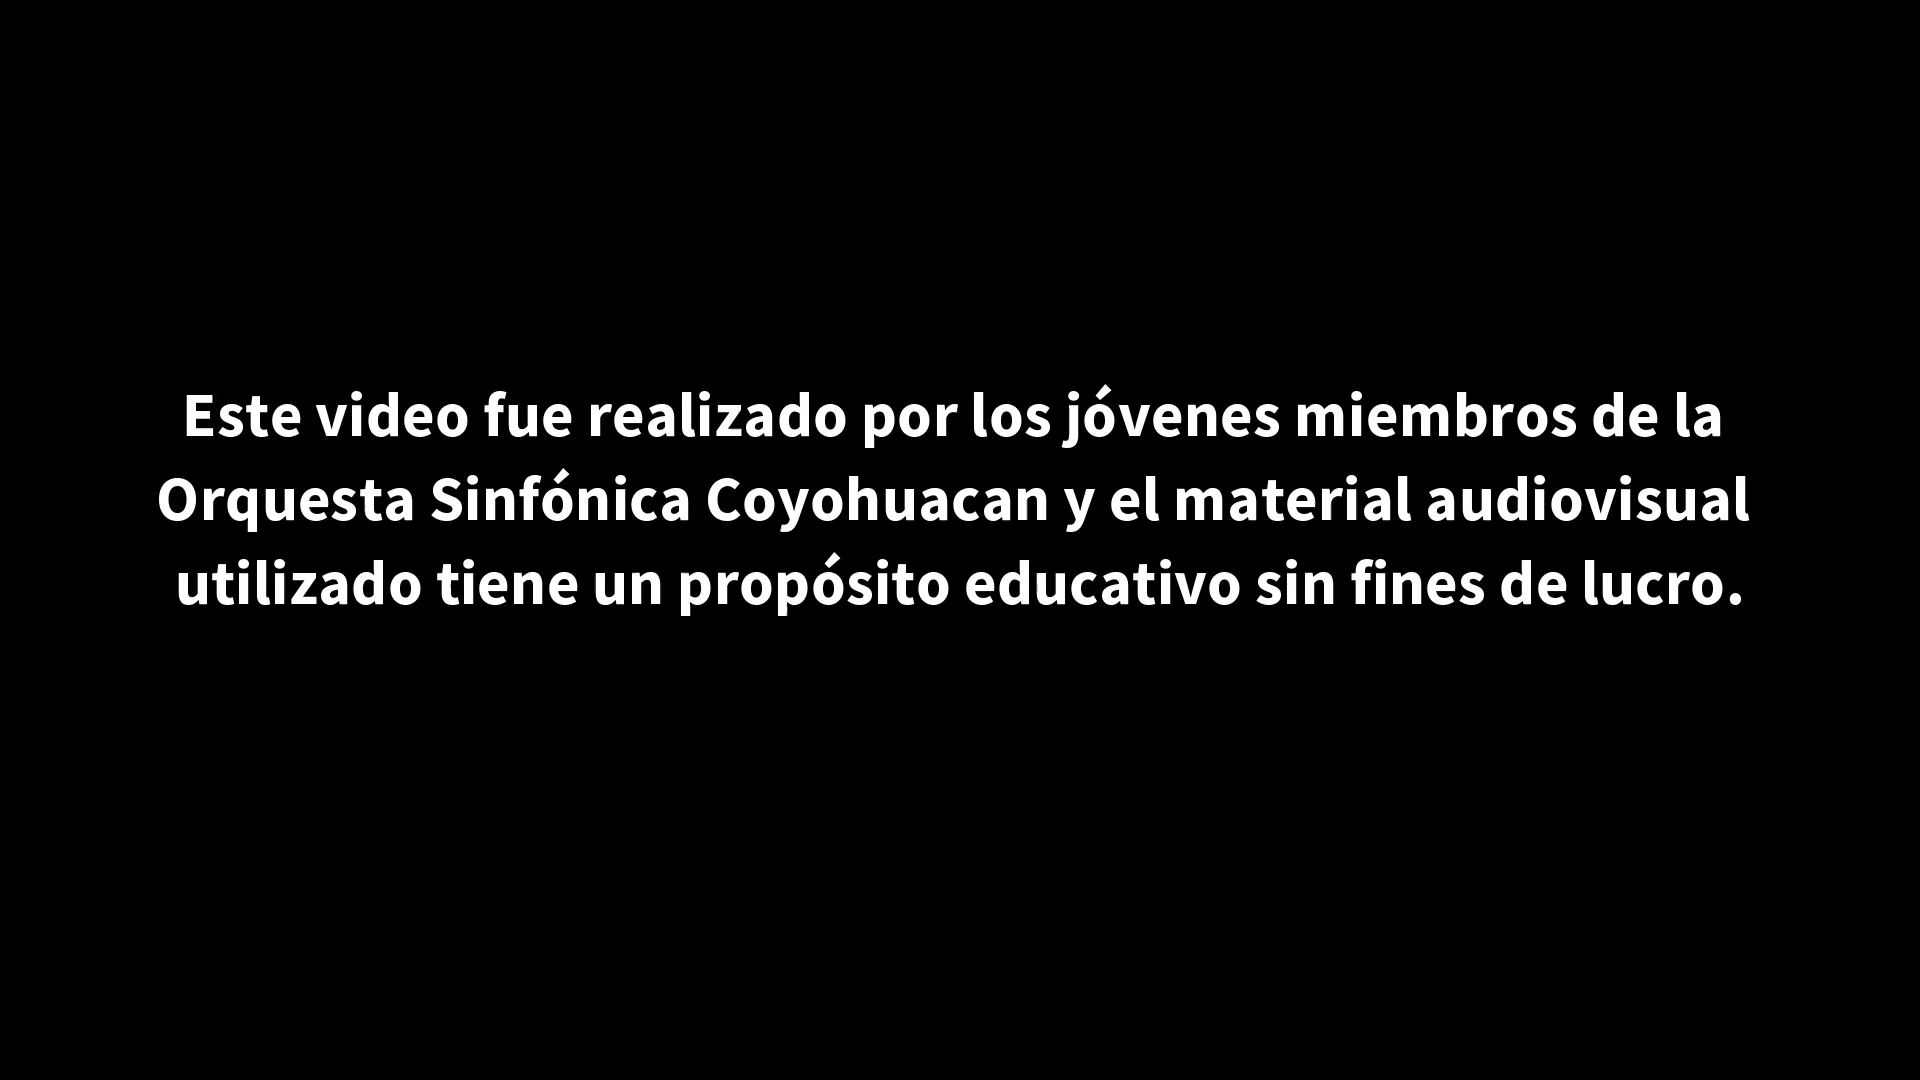 Este video fue realizado por los jóvenes miembros de la
Orquesta Sinfónica Coyohuacan y el material audiovisual
utilizado tiene un propósito educativo sin fines de lucro.